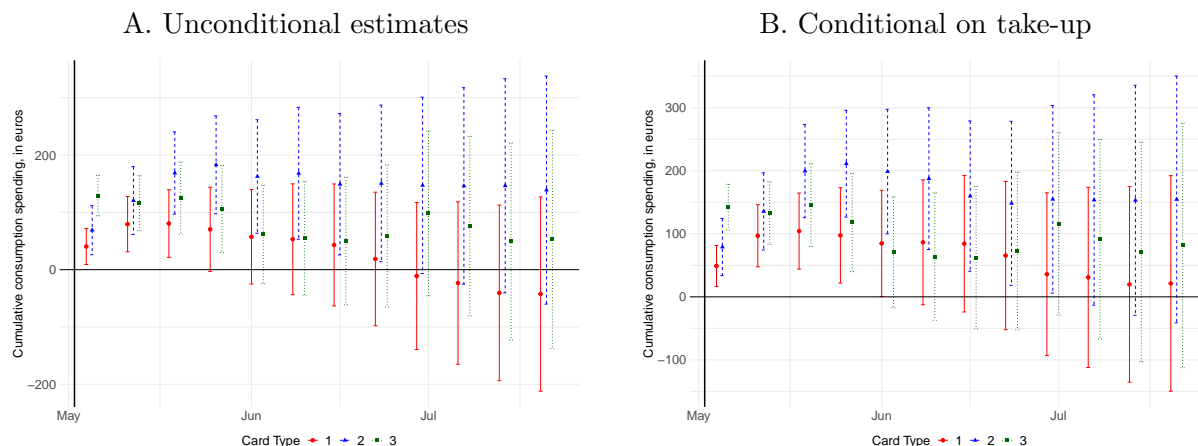 A. Unconditional estimates
Cumulative consumption spending, in euros
200
0
−200
May
Jun
Jul
Card Type 1 2 3
B. Conditional on take-up
Cumulative consumption spending, in euros
300
200
100
0
−100
May
Jun
Jul
Card Type 1 2 3